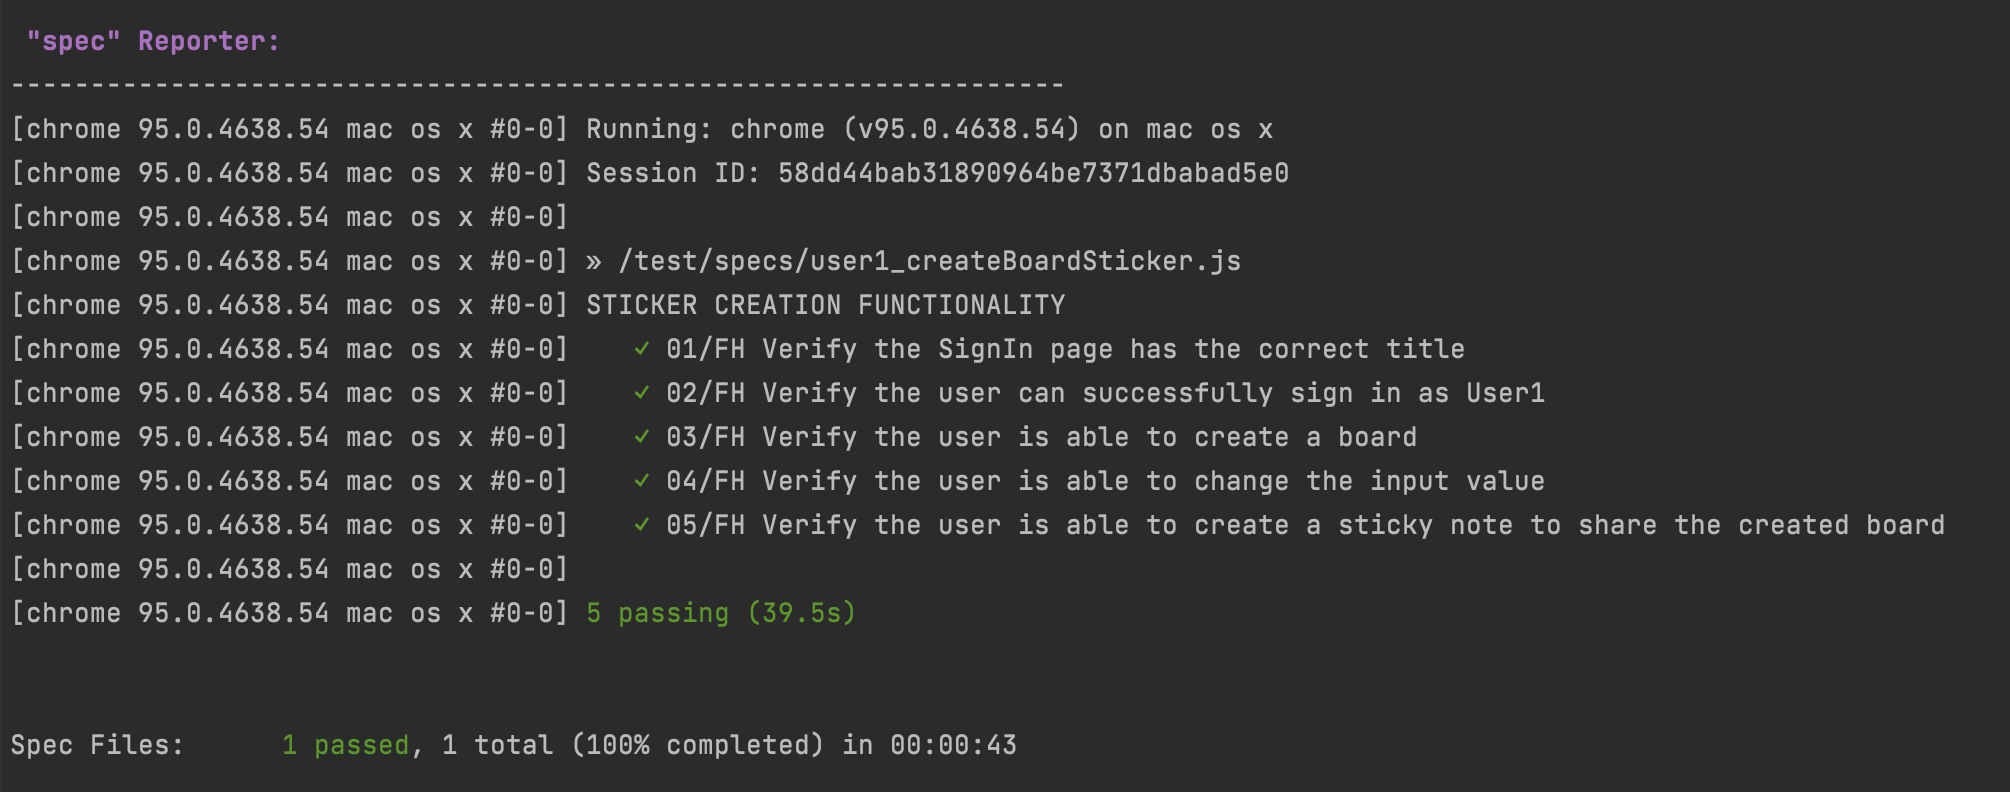 "spec" Reporter:
------------------------------------------------------------------
[chrome 95.0.4638.54 mac os x #0-0] Running: chrome (v95.0.4638.54) on mac os x
[chrome 95.0.4638.54 mac os x #0-0] Session ID: 58dd44bab31890964be7371dbabad5e0
[chrome 95.0.4638.54 mac os x #0-0]
[chrome 95.0.4638.54 mac os x #0-0] » /test/specs/user1_createBoardSticker.js
[chrome 95.0.4638.54 mac os x #0-0] STICKER CREATION FUNCTIONALITY
[chrome 95.0.4638.54 mac os x #0-0]    ✓ 01/FH Verify the SignIn page has the correct title
[chrome 95.0.4638.54 mac os x #0-0]    ✓ 02/FH Verify the user can successfully sign in as User1
[chrome 95.0.4638.54 mac os x #0-0]    ✓ 03/FH Verify the user is able to create a board
[chrome 95.0.4638.54 mac os x #0-0]    ✓ 04/FH Verify the user is able to change the input value
[chrome 95.0.4638.54 mac os x #0-0]    ✓ 05/FH Verify the user is able to create a sticky note to share the created board
[chrome 95.0.4638.54 mac os x #0-0]
[chrome 95.0.4638.54 mac os x #0-0] 5 passing (39.5s)
Spec Files:      1 passed, 1 total (100% completed) in 00:00:43